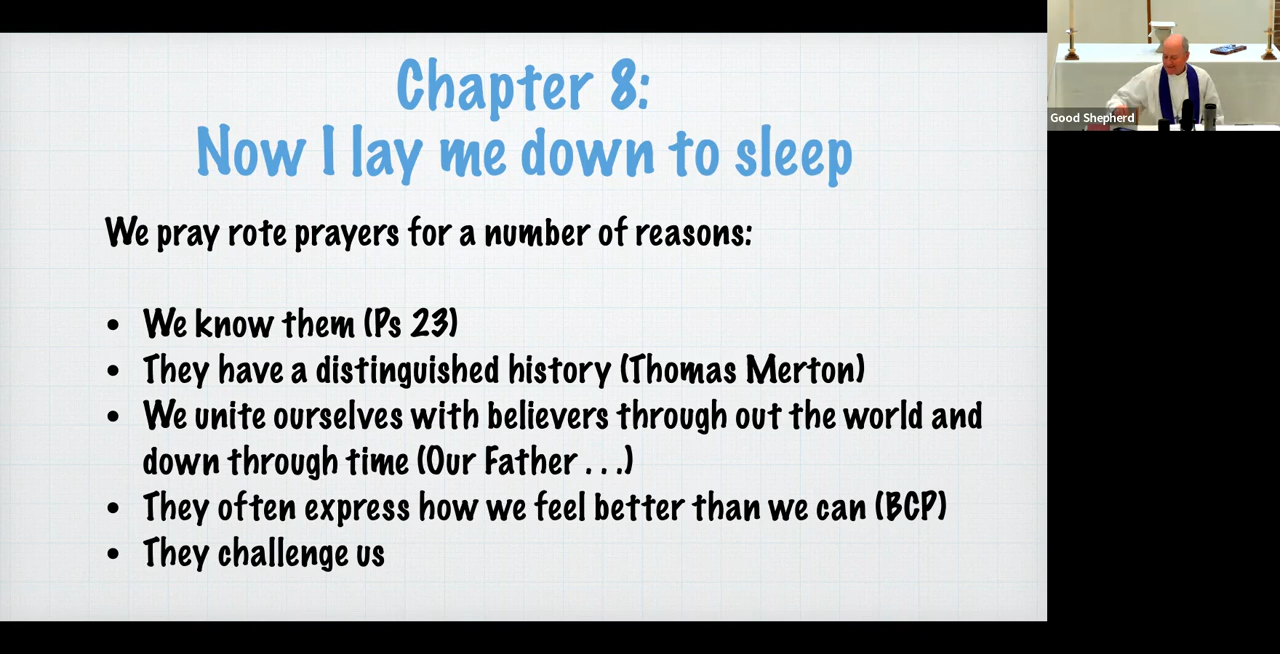 Chapter 8:
Now I lay me down to sleep
We pray rote prayers for a number of reasons:
• We know them (Ps 23)
• They have a distinguished history (Thomas Merton)
• We unite ourselves with believers through out the world and
down through time (Our Father . . .)
• They often express how we feel better than we can (BCP)
• They challenge us
Good Shepherd